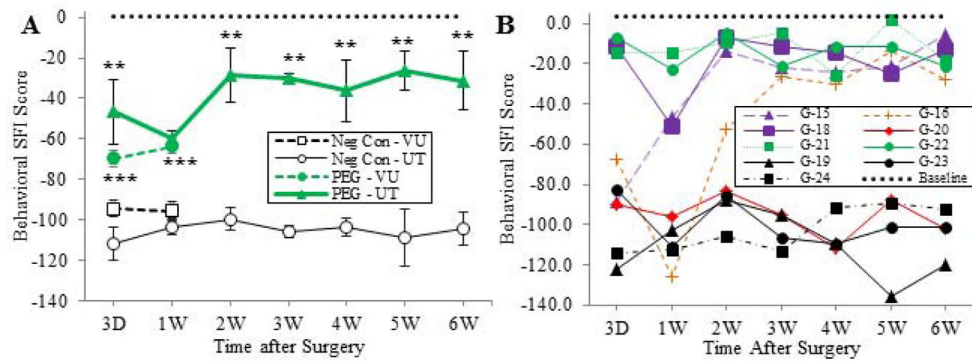 A
Behavioral SFI Score
0
-20
-40
-60
-80
-100
-120
-140
** ** ** ** ** **
***
***
Neg Con - VU
Neg Con - UT
PEG - VU
PEG - UT
3D 1W 2W 3W 4W 5W 6W
Time after Surgery
B
Behavioral SFI Score
0.0
-20.0
-40.0
-60.0
-80.0
-100.0
-120.0
-140.0
G-15 G-16
G-18 G-20
G-21 G-22
G-19 G-23
G-24 Baseline
3D 1W 2W 3W 4W 5W 6W
Time After Surgery